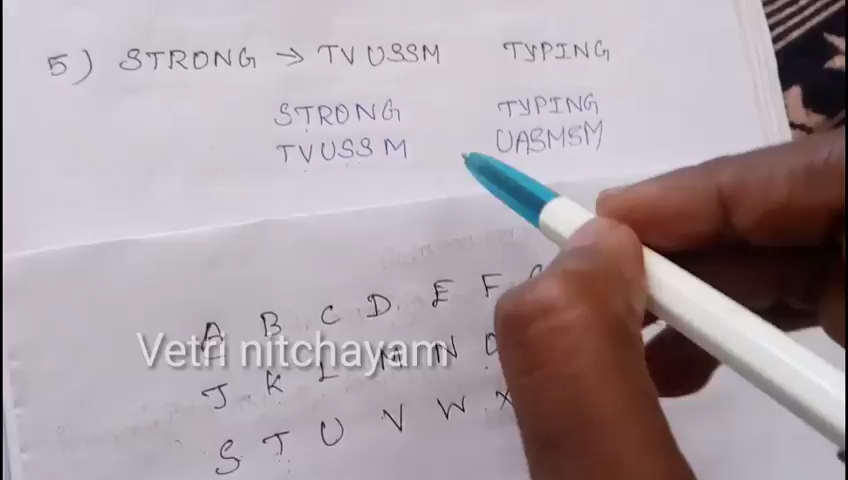 5) STRONG → TVUSSM TYPING
STRONG TYPING
TVUSSM UASMSM
A B C D E F
Vetri nitchayam
J K L M N
S T U V W X